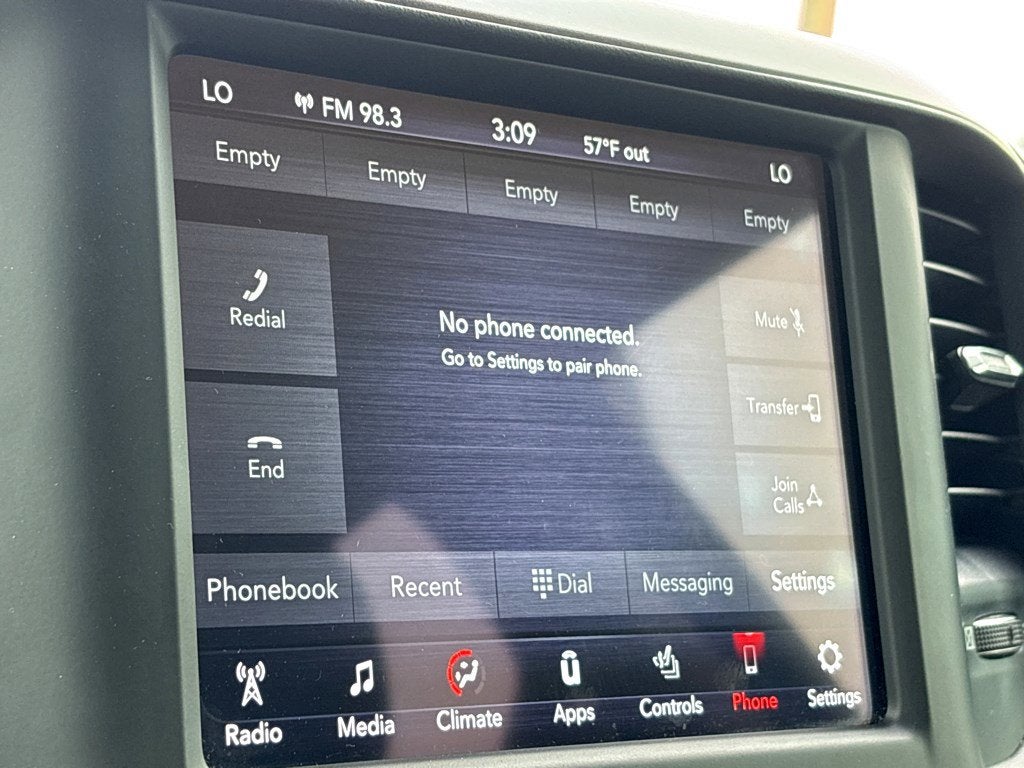 LO
FM 98.3
3:09
57°F out
LO
Empty
Empty
Empty
Empty
Empty
Redial
No phone connected.
Go to Settings to pair phone.
Mute
Transfer
End
Join
Calls
Phonebook
Recent
Dial
Messaging
Settings
Radio
Media
Climate
Apps
Controls
Phone
Settings